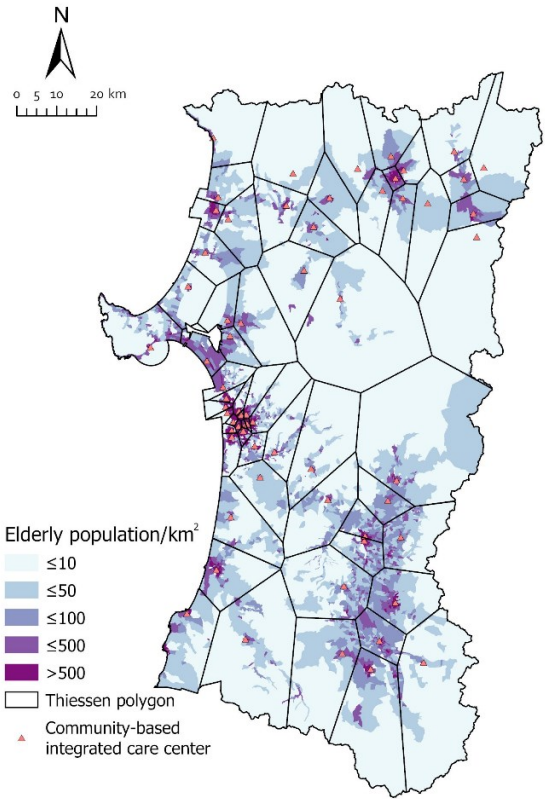 N
0 5 10 20 km
Elderly population/km²
≤10
≤50
≤100
≤500
>500
Thiessen polygon
Community-based
integrated care center